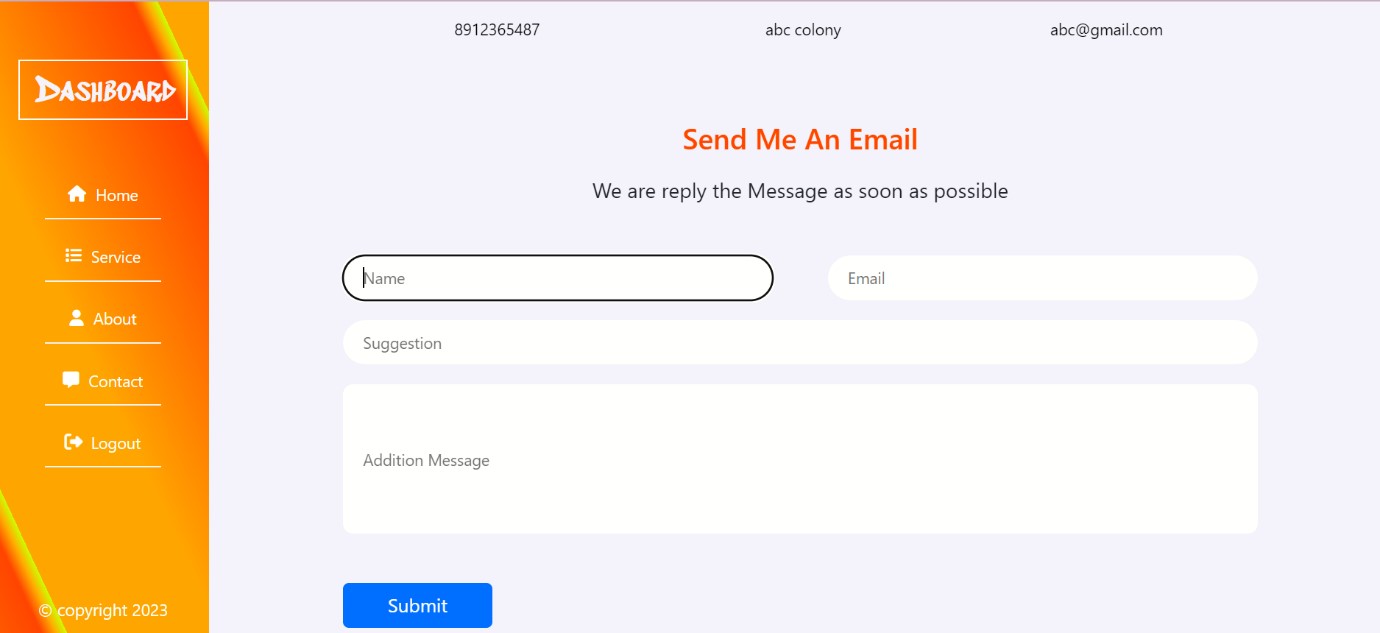 8912365487 abc colony abc@gmail.com
DASHBOARD
Home
Service
About
Contact
Logout
© copyright 2023
Send Me An Email
We are reply the Message as soon as possible
Name Email
Suggestion
Addition Message
Submit